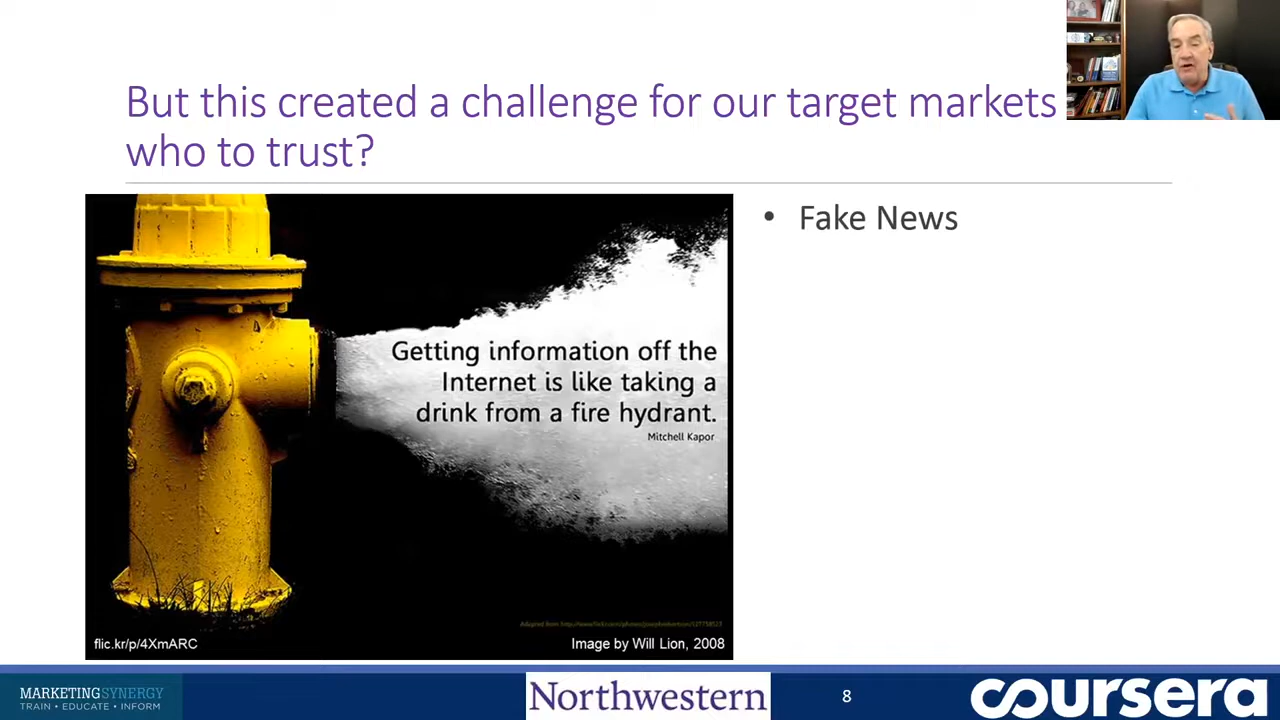 But this created a challenge for our target markets
who to trust?
Getting information off the
Internet is like taking a
drink from a fire hydrant.
Mitchell Kapor
flic.kr/p/4XmARC
Image by Will Lion, 2008
• Fake News
MARKETINGSYNERGY
TRAIN • EDUCATE • INFORM
Northwestern
8
coursera